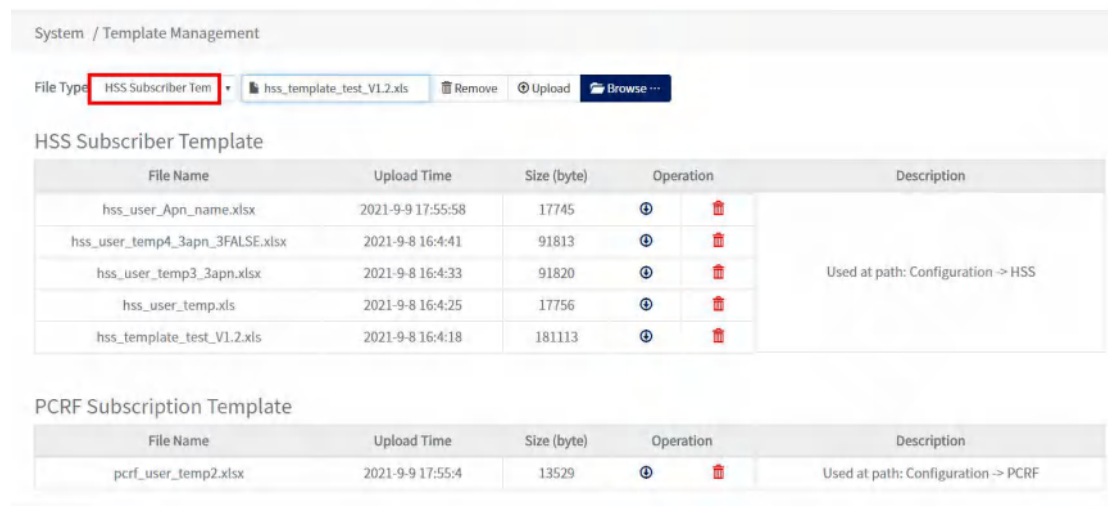 System / Template Management
File Type HSS Subscriber Tem hss_template_test_V1.2.xls Remove Upload Browse ···
HSS Subscriber Template
File Name Upload Time Size (byte) Operation Description
hss_user_Apn_name.xlsx 2021-9-9 17:55:58 17745
hss_user_temp4_3apn_3FALSE.xlsx 2021-9-8 16:4:41 91813
hss_user_temp3_3apn.xlsx 2021-9-8 16:4:33 91820 Used at path: Configuration -> HSS
hss_user_temp.xls 2021-9-8 16:4:25 17756
hss_template_test_V1.2.xls 2021-9-8 16:4:18 181113
PCRF Subscription Template
File Name Upload Time Size (byte) Operation Description
pcrf_user_temp2.xlsx 2021-9-9 17:55:4 13529 Used at path: Configuration -> PCRF